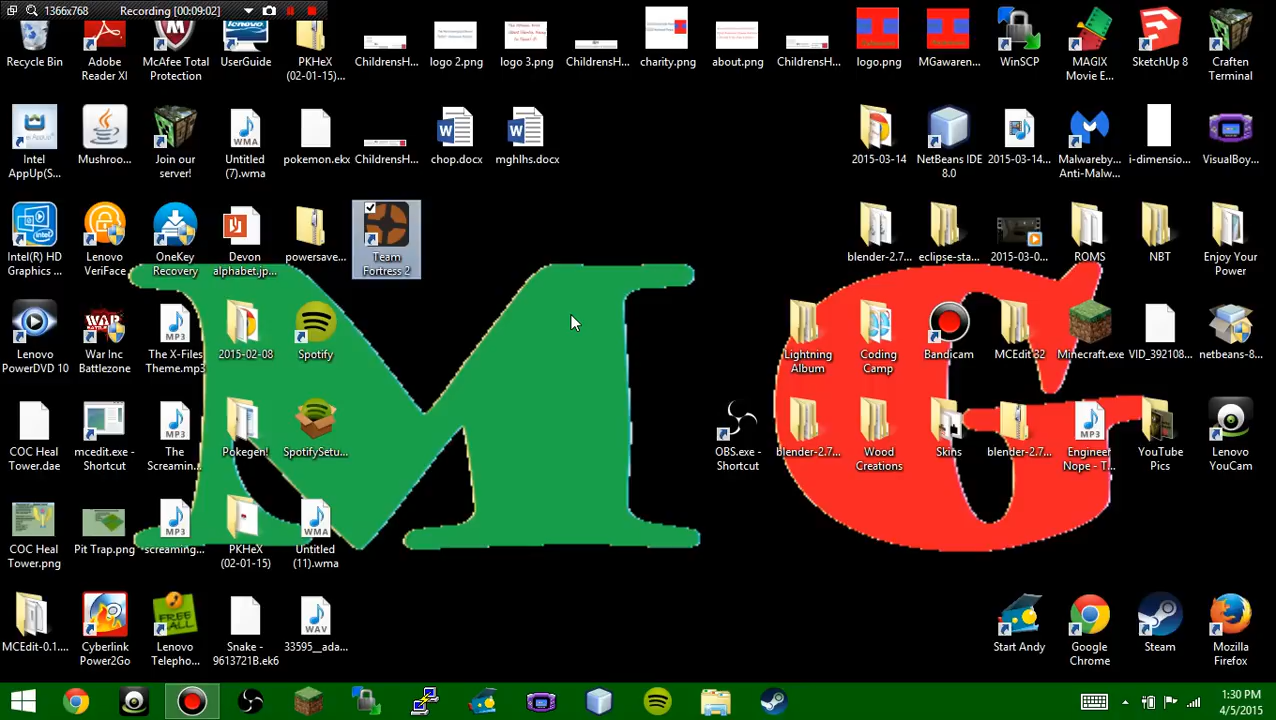 1366x7 Recording [00:09:02]
McAfee Total
Protection
UserGuide
PKHeX
(02-01-15)...
ChildrensH...
logo 2.png
logo 3.png
ChildrensH...
charity.png
about.png
ChildrensH...
logo.png
MGawaren...
WinSCP
MAGIX
Movie E...
SketchUp 8
Craften
Terminal
Intel
AppUp(S...
Mushroo...
Join our
server!
Untitled
(7).wma
pokemon.ekx
ChildrensH...
chop.docx
mghlhs.docx
2015-03-14
NetBeans IDE
8.0
2015-03-14...
Malwareby...
Anti-Malw...
i-dimensio...
VisualBoy...
Intel(R) HD
Graphics ...
Lenovo
VeriFace
OneKey
Recovery
Devon
alphabet.jp...
powersave...
Team
Fortress 2
blender-2.7...
eclipse-sta...
2015-03-0...
ROMS
NBT
Enjoy Your
Power
Lenovo
PowerDVD 10
War Inc
Battlezone
The X-Files
Theme.mp3
2015-02-08
Spotify
Lightning
Album
Coding
Camp
Bandicam
MCEdit 32
Minecraft.exe
VID_392108...
netbeans-8...
COC Heal
Tower.dae
mcedit.exe -
Shortcut
The
Screamin...
Pokegen!
SpotifySetu...
OBS.exe -
Shortcut
blender-2.7...
Wood
Creations
Skins
blender-2.7...
Engineer
Nope - T...
YouTube
Pics
Lenovo
YouCam
COC Heal
Tower.png
Pit Trap.png
screaming...
PKHeX
(02-01-15)
Untitled
(11).wma
MCEdit-0.1....
Cyberlink
Power2Go
Lenovo
Telepho...
Snake -
9613721B.ek6
33595__ada...
Start Andy
Google
Chrome
Steam
Mozilla
Firefox
MG
1:30 PM
4/5/2015